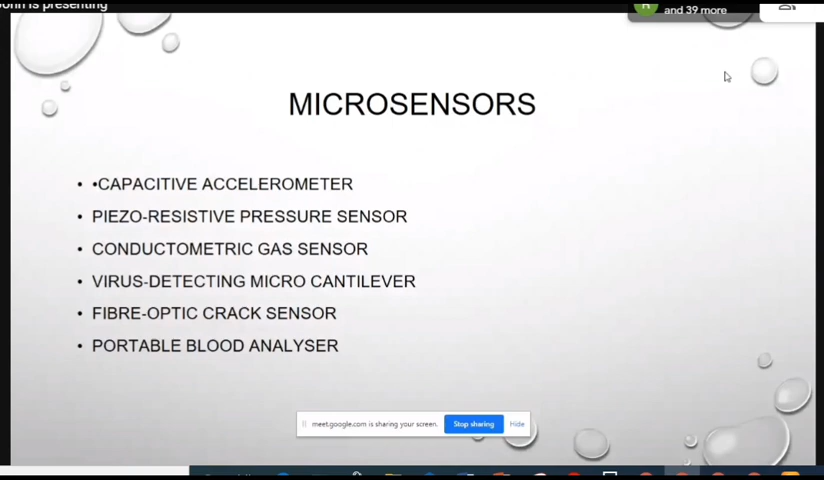 is presenting
and 39 more
MICROSENSORS
• •CAPACITIVE ACCELEROMETER
• PIEZO-RESISTIVE PRESSURE SENSOR
• CONDUCTOMETRIC GAS SENSOR
• VIRUS-DETECTING MICRO CANTILEVER
• FIBRE-OPTIC CRACK SENSOR
• PORTABLE BLOOD ANALYSER
meet.google.com is sharing your screen. Stop sharing Hide